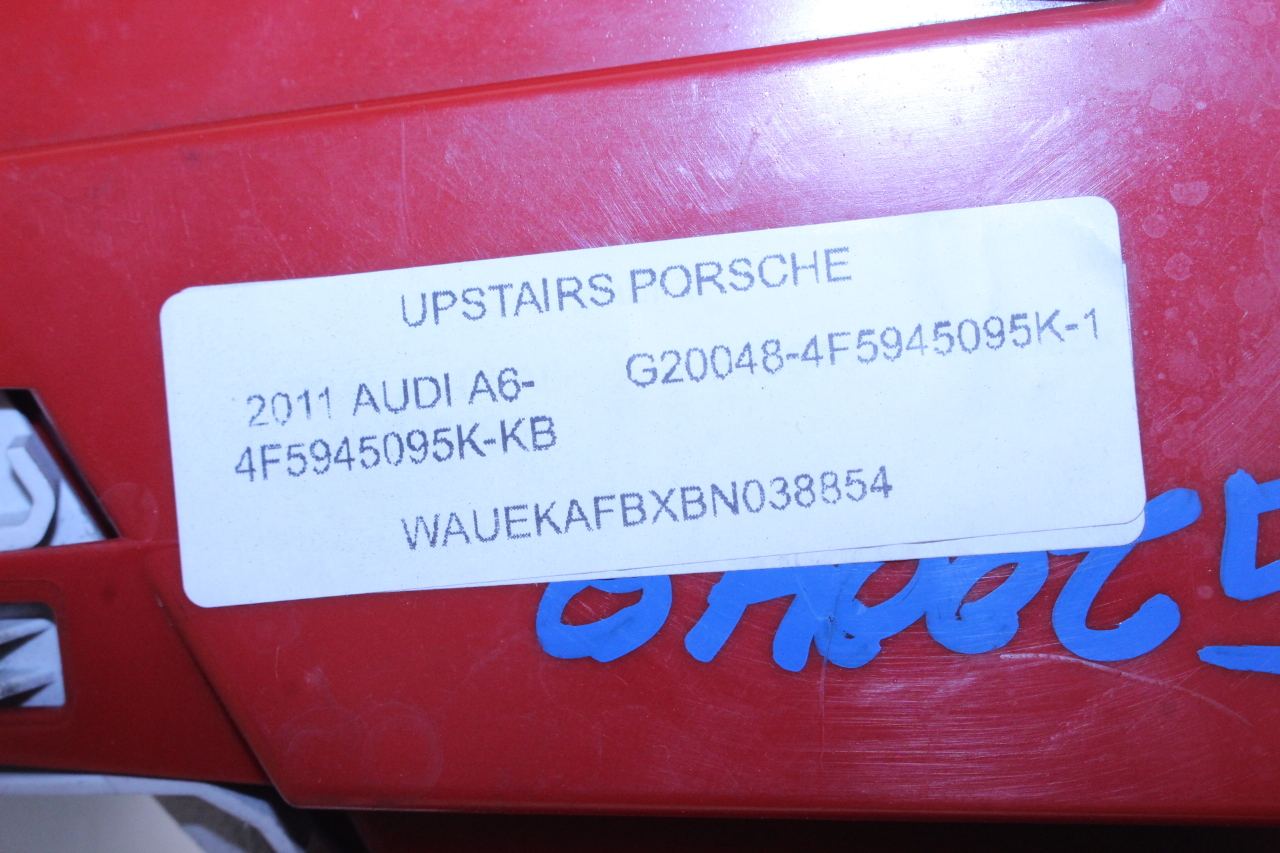 UPSTAIRS PORSCHE
2011 AUDI A6- G20048-4F5945095K-1
4F5945095K-KB
WAUEKAFBXBN038854